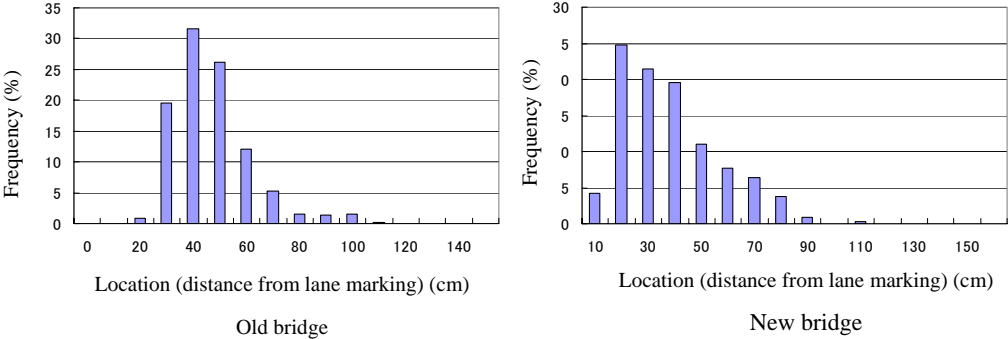 35
30
25
20
15
10
5
0
Frequency (%)
0 20 40 60 80 100 120 140
Location (distance from lane marking) (cm)
Old bridge
30
5
0
5
0
5
0
Frequency (%)
10 30 50 70 90 110 130 150
Location (distance from lane marking) (cm)
New bridge